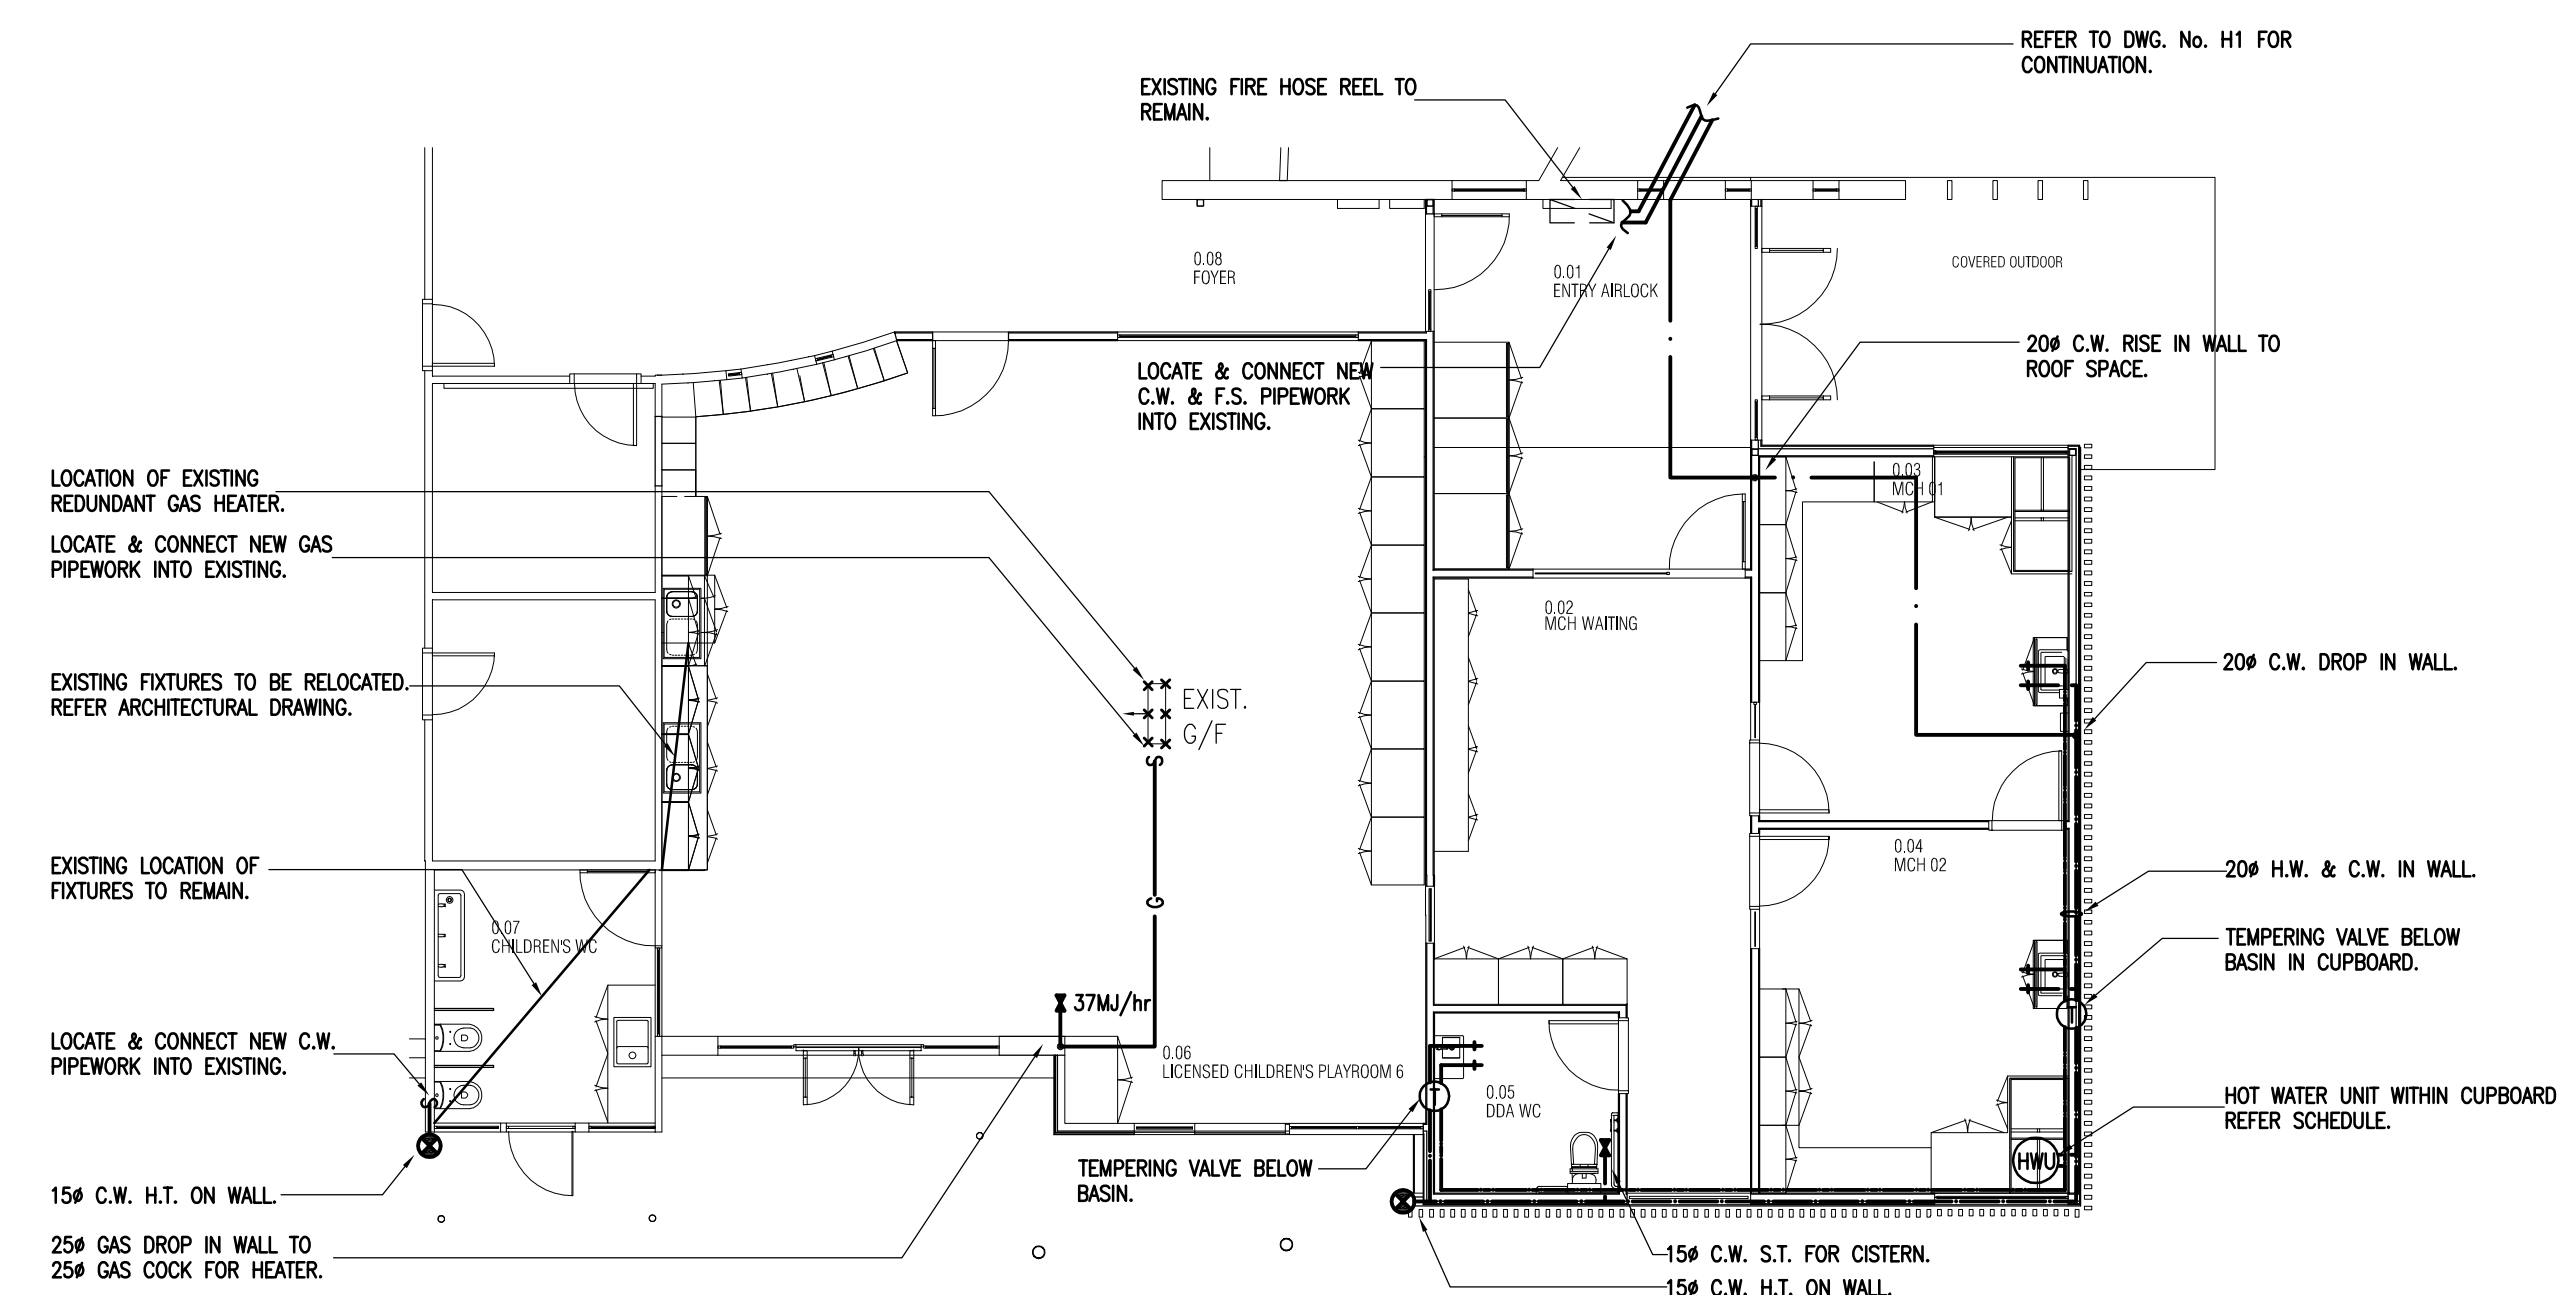 REFER TO DWG. No. H1 FOR
CONTINUATION.
EXISTING FIRE HOSE REEL TO
REMAIN.
0.08
FOYER
0.01
ENTRY AIRLOCK
COVERED OUTDOOR
20ø C.W. RISE IN WALL TO
ROOF SPACE.
LOCATE & CONNECT NEW
C.W. & F.S. PIPEWORK
INTO EXISTING.
LOCATION OF EXISTING
REDUNDANT GAS HEATER.
0.03
MCH 01
LOCATE & CONNECT NEW GAS
PIPEWORK INTO EXISTING.
0.02
MCH WAITING
20ø C.W. DROP IN WALL.
EXISTING FIXTURES TO BE RELOCATED.
REFER ARCHITECTURAL DRAWING.
EXIST.
G/F
S
EXISTING LOCATION OF
FIXTURES TO REMAIN.
0.04
MCH 02
20ø H.W. & C.W. IN WALL.
G
0.07
CHILDREN'S WC
TEMPERING VALVE BELOW
BASIN IN CUPBOARD.
37MJ/hr
T
LOCATE & CONNECT NEW C.W.
PIPEWORK INTO EXISTING.
0.06
LICENSED CHILDREN'S PLAYROOM 6
S
T
0.05
DDA WC
HOT WATER UNIT WITHIN CUPBOARD
REFER SCHEDULE.
HWU
TEMPERING VALVE BELOW
BASIN.
15ø C.W. H.T. ON WALL.
25ø GAS DROP IN WALL TO
25ø GAS COCK FOR HEATER.
15ø C.W. S.T. FOR CISTERN.
15ø C.W. H.T. ON WALL.